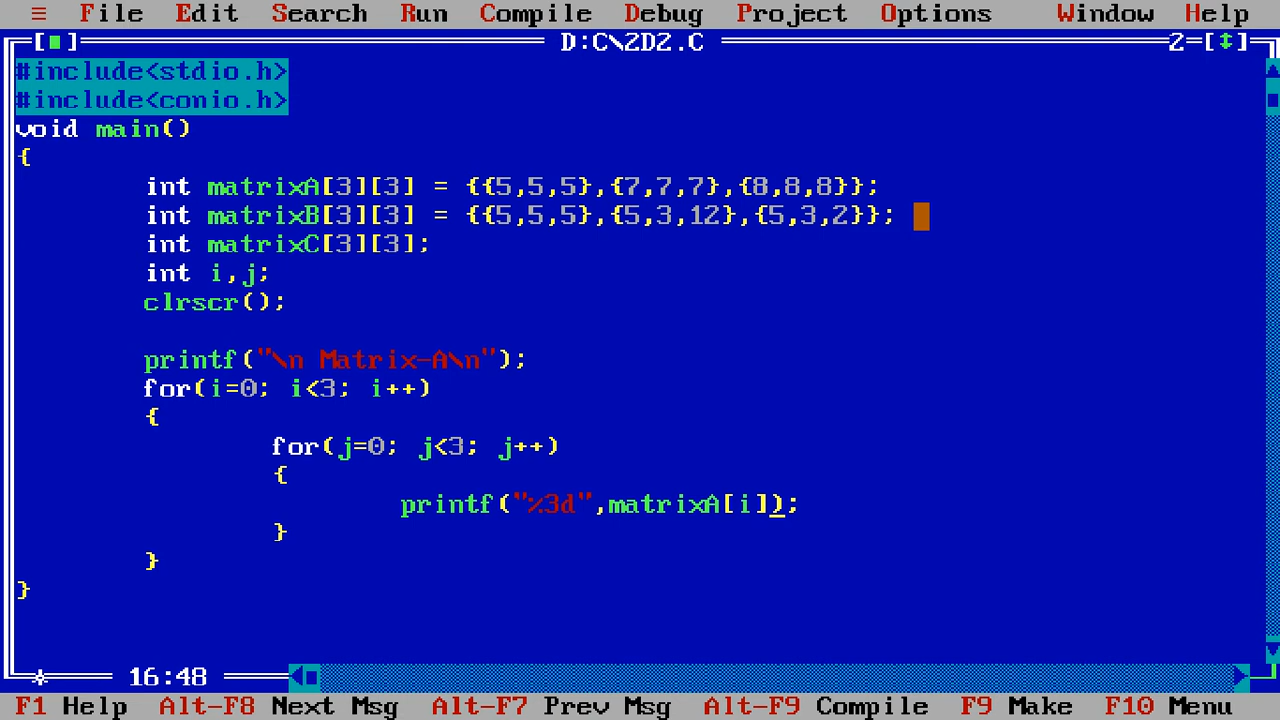 ≡ File Edit Search Run Compile Debug Project Options Window Help
[■] D:C\2D2.C 2=[↕]
#include<stdio.h>
#include<conio.h>
void main()
{
int matrixA[3][3] = {{5,5,5},{7,7,7},{8,8,8}};
int matrixB[3][3] = {{5,5,5},{5,3,12},{5,3,2}};
int matrixC[3][3];
int i,j;
clrscr();
printf("\n Matrix-A\n");
for(i=0; i<3; i++)
{
for(j=0; j<3; j++)
{
printf("%3d",matrixA[i]);
}
}
}
16:48
F1 Help Alt-F8 Next Msg Alt-F7 Prev Msg Alt-F9 Compile F9 Make F10 Menu